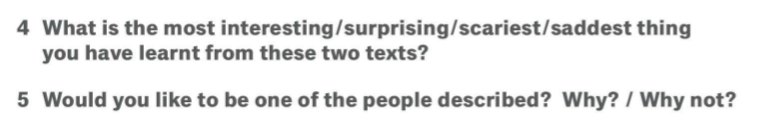 4 What is the most interesting/surprising/scariest/saddest thing
you have learnt from these two texts?
5 Would you like to be one of the people described? Why? / Why not?